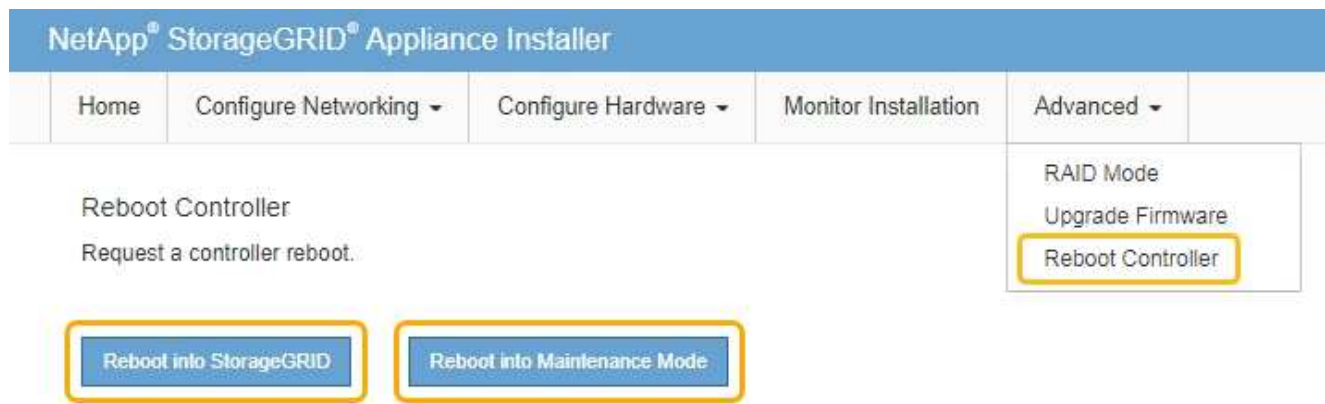 NetApp® StorageGRID® Appliance Installer
Home Configure Networking Configure Hardware Monitor Installation Advanced
RAID Mode
Upgrade Firmware
Reboot Controller
Reboot Controller
Request a controller reboot.
Reboot into StorageGRID Reboot into Maintenance Mode